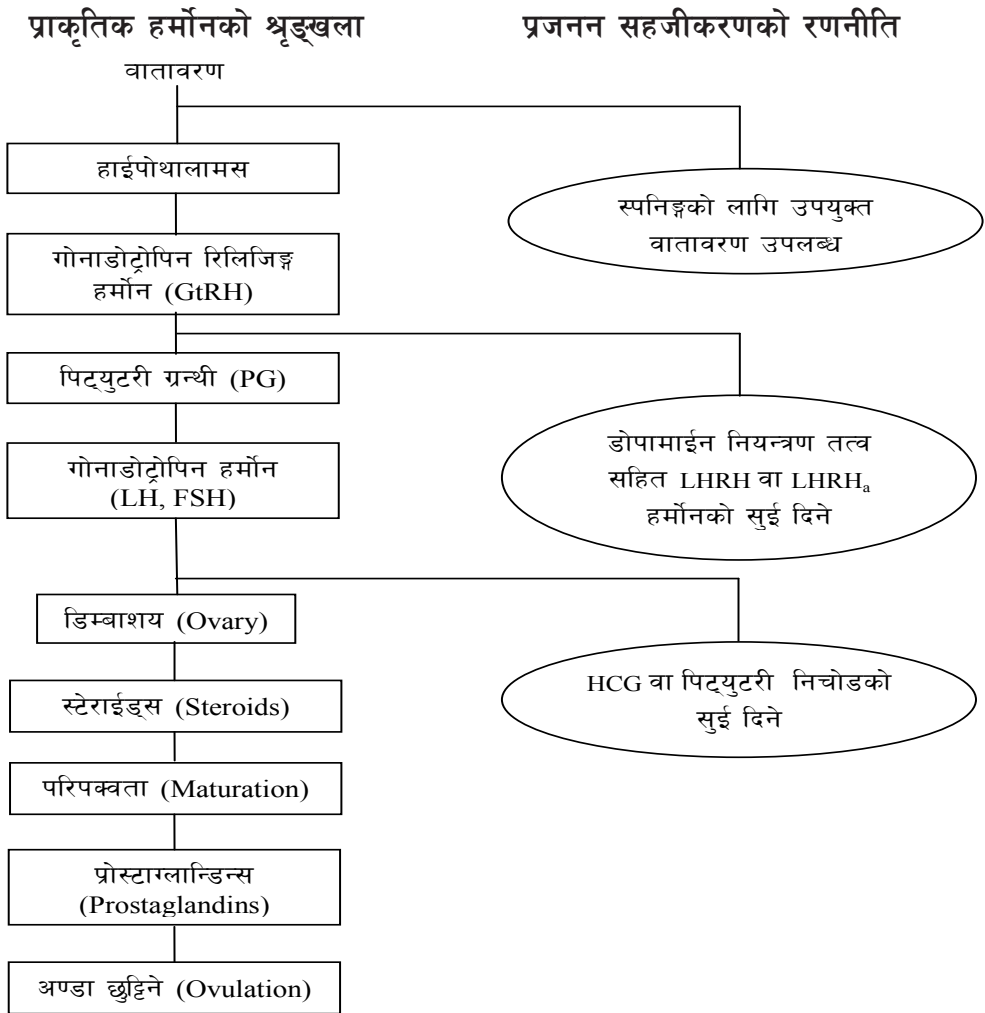 प्राकृतिक हर्मोनको श्रृङ्खला
प्रजनन सहजीकरणको रणनीति
वातावरण
हाईपोथालामस
स्पनिङ्गको लागि उपयुक्त
वातावरण उपलब्ध
गोनाडोट्रोपिन रिलिजिङ्ग
हर्मोन (GtRH)
पिट्युटरी ग्रन्थी (PG)
डोपामाईन नियन्त्रण तत्व
सहित LHRH वा LHRHₐ
हर्मोनको सुई दिने
गोनाडोट्रोपिन हर्मोन
(LH, FSH)
डिम्बाशय (Ovary)
HCG वा पिट्युटरी निचोडको
सुई दिने
स्टेराईड्स (Steroids)
परिपक्वता (Maturation)
प्रोस्टाग्लान्डिन्स
(Prostaglandins)
अण्डा छुट्टिने (Ovulation)